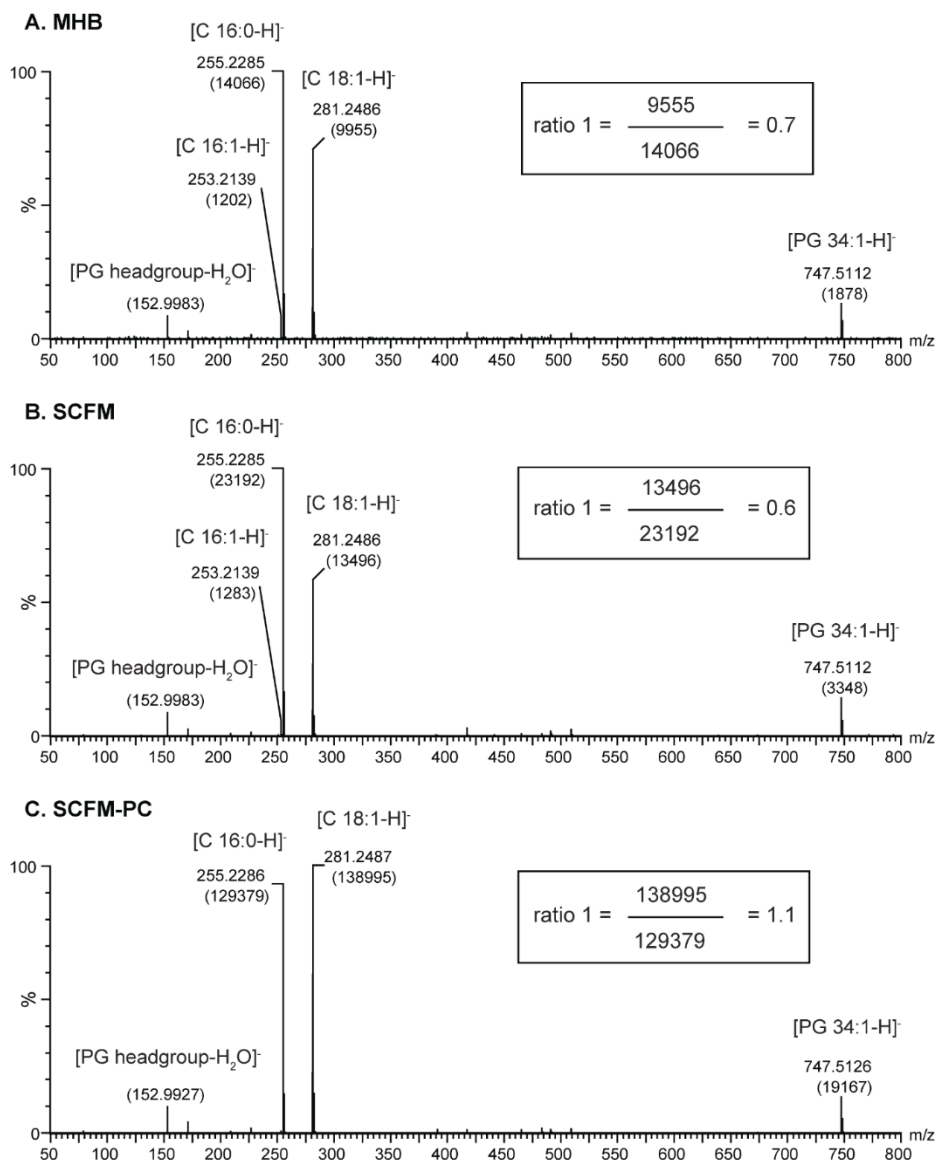 A. MHB
[C 16:0-H]⁻
255.2285
(14066)
[C 18:1-H]⁻
281.2486
(9955)
[C 16:1-H]⁻
253.2139
(1202)
[PG headgroup-H₂O]⁻
(152.9983)
ratio 1 = 9555 / 14066 = 0.7
[PG 34:1-H]⁻
747.5112
(1878)
100
%
0
50 100 150 200 250 300 350 400 450 500 550 600 650 700 750 800 m/z
B. SCFM
[C 16:0-H]⁻
255.2285
(23192)
[C 18:1-H]⁻
281.2486
(13496)
[C 16:1-H]⁻
253.2139
(1283)
[PG headgroup-H₂O]⁻
(152.9983)
ratio 1 = 13496 / 23192 = 0.6
[PG 34:1-H]⁻
747.5112
(3348)
100
%
0
50 100 150 200 250 300 350 400 450 500 550 600 650 700 750 800 m/z
C. SCFM-PC
[C 16:0-H]⁻
255.2286
(129379)
[C 18:1-H]⁻
281.2487
(138995)
[PG headgroup-H₂O]⁻
(152.9927)
ratio 1 = 138995 / 129379 = 1.1
[PG 34:1-H]⁻
747.5126
(19167)
100
%
0
50 100 150 200 250 300 350 400 450 500 550 600 650 700 750 800 m/z